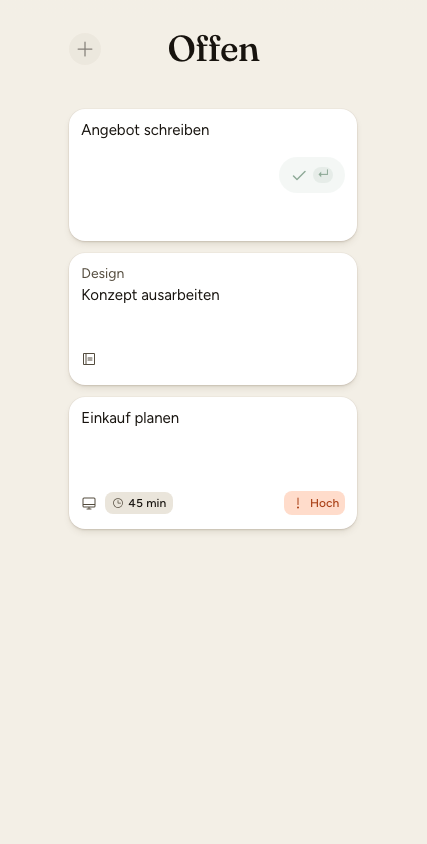 Offen
Angebot schreiben
Design
Konzept ausarbeiten
Einkauf planen
45 min
Hoch